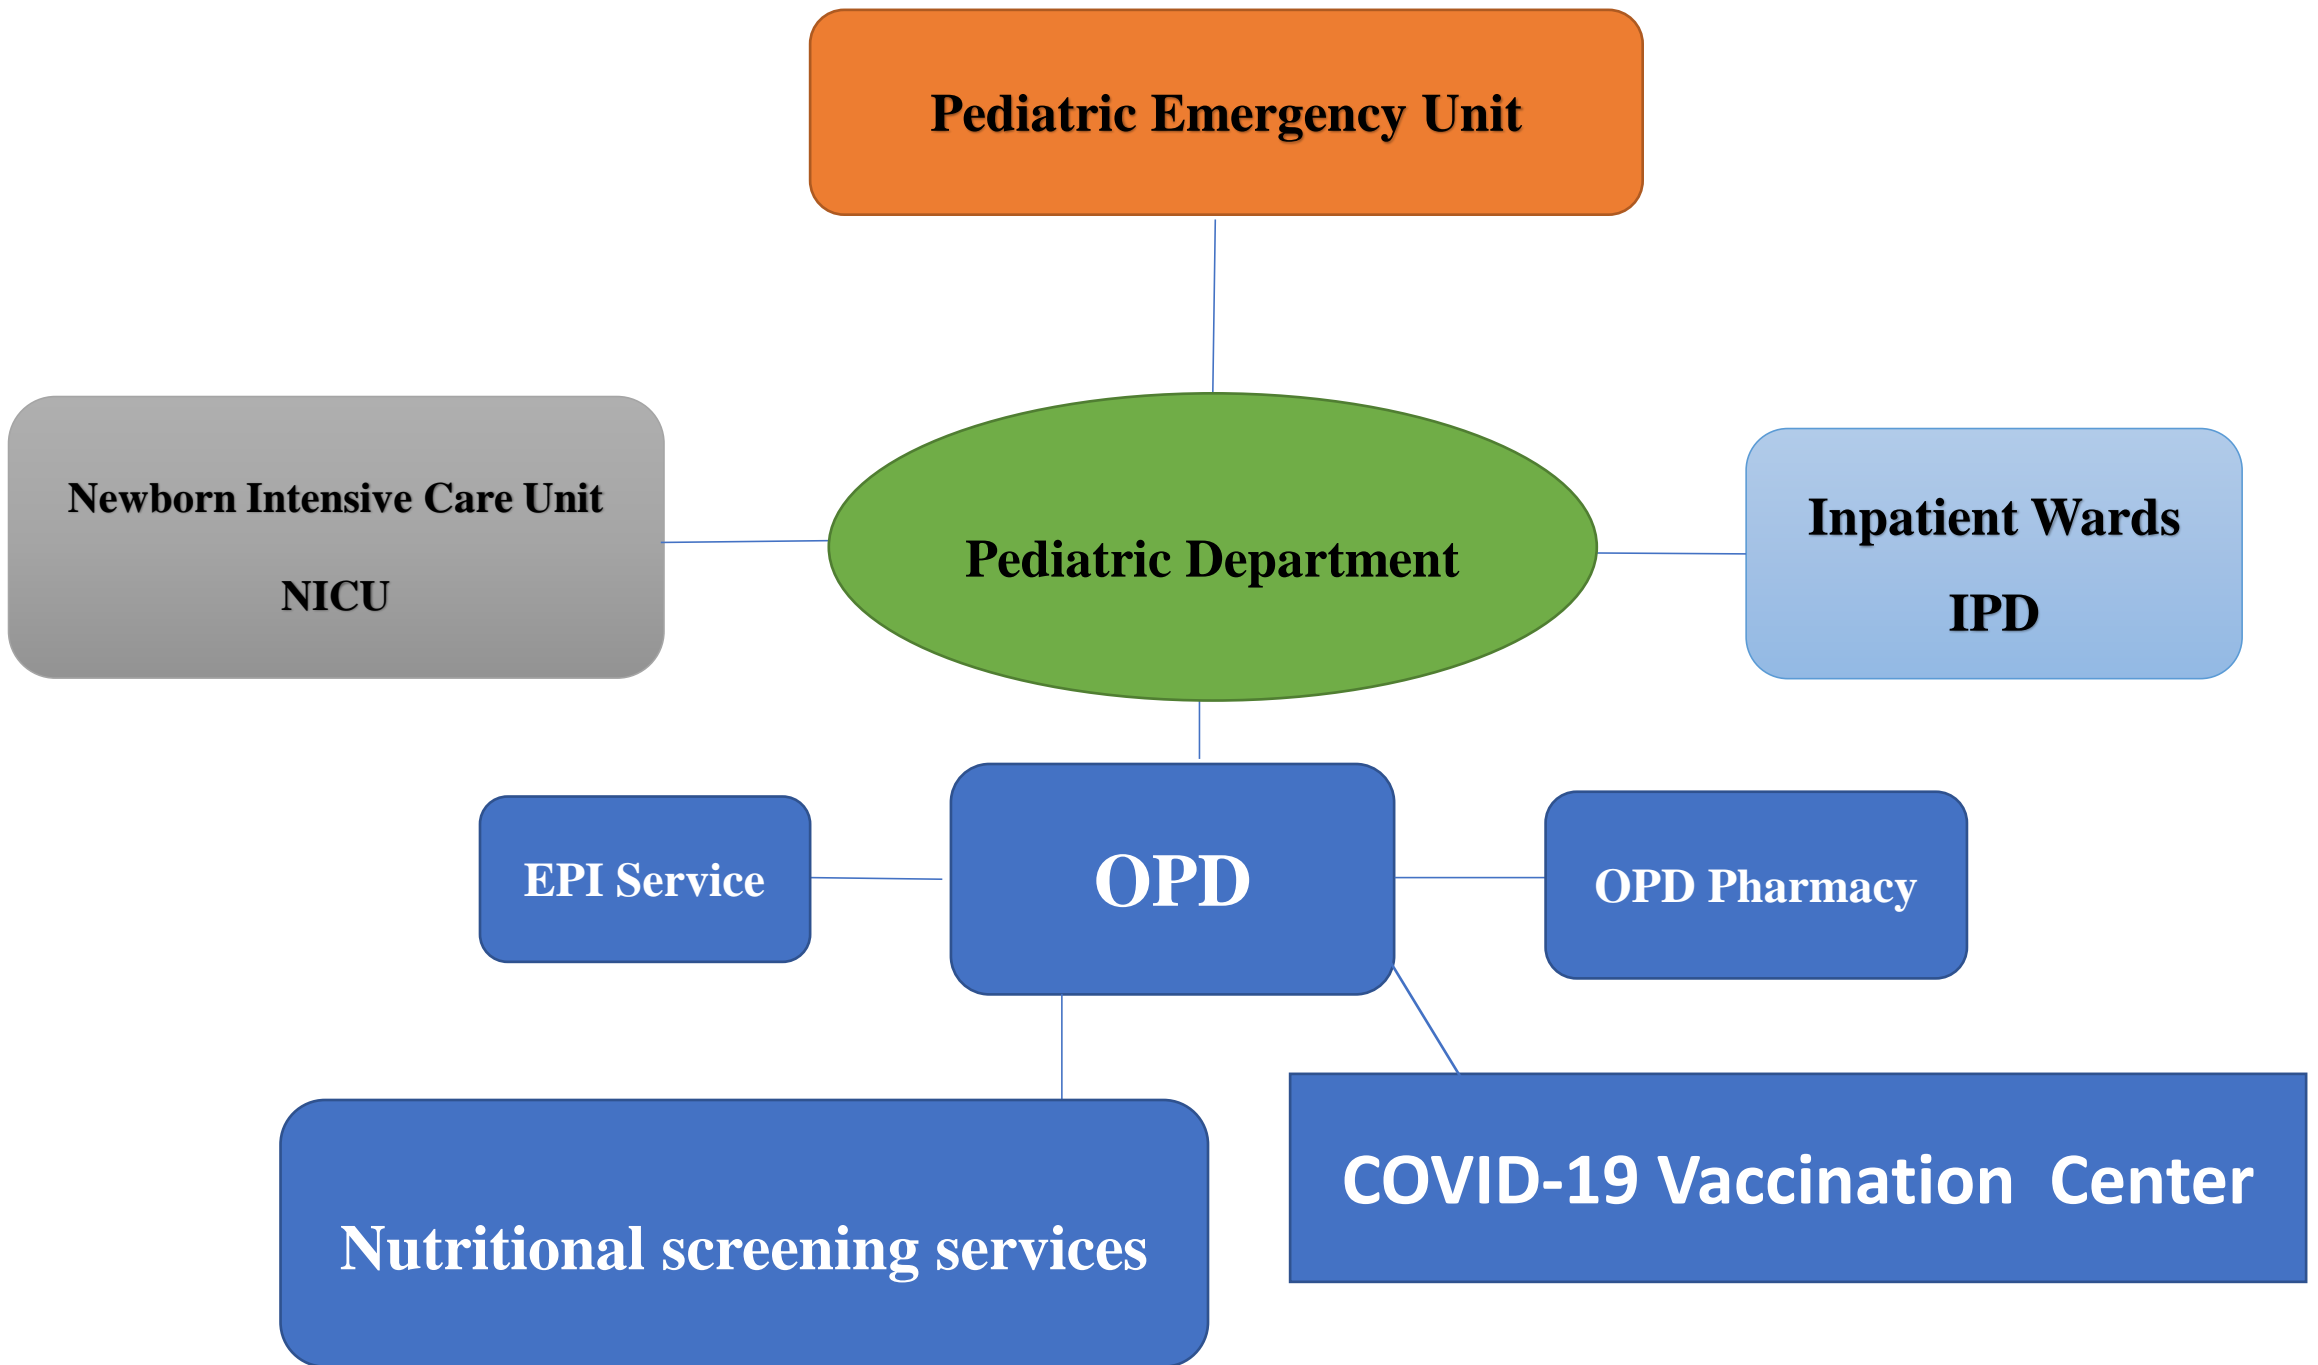 Pediatric Emergency Unit
Newborn Intensive Care Unit
NICU
Pediatric Department
Inpatient Wards
IPD
EPI Service
OPD
OPD Pharmacy
Nutritional screening services
COVID-19 Vaccination  Center